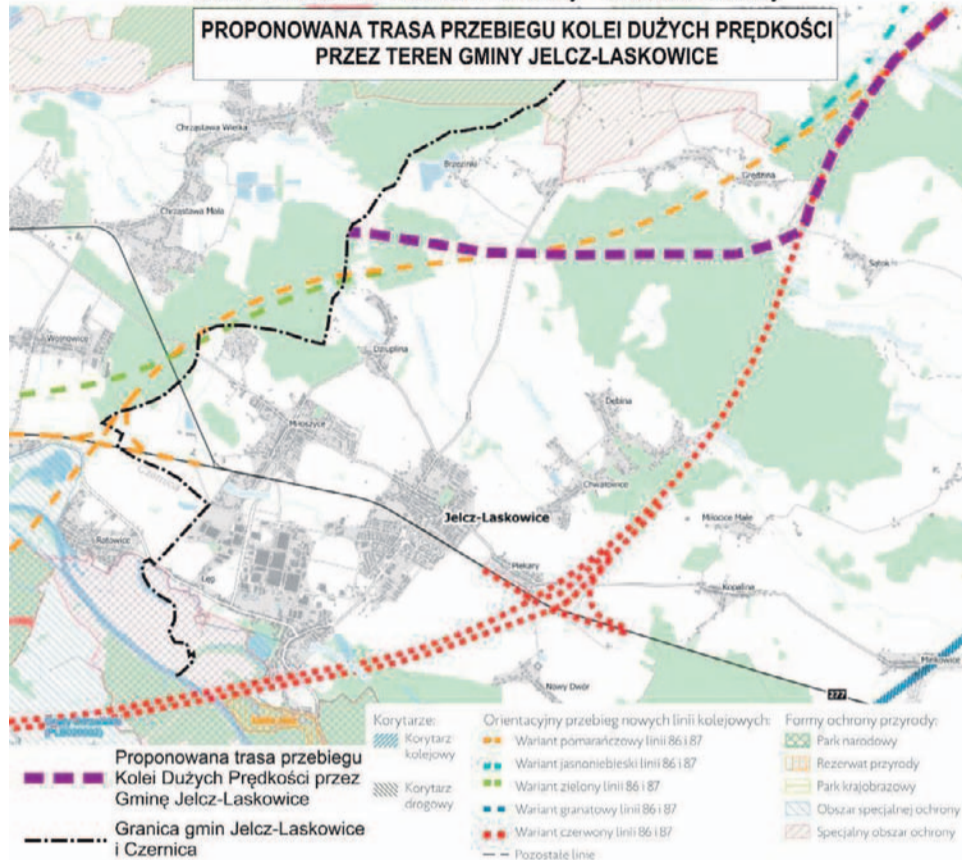 PROPONOWANA TRASA PRZEBIEGU KOLEI DUŻYCH PRĘDKOŚCI
PRZEZ TEREN GMINY JELCZ-LASKOWICE
Chrząstawa Wielka
Brzezinki
Grędzina
Chrząstawa Mała
Sątok
Wojnowice
Dziuplina
Miłoszyce
Dębina
Chwałowice
Jelcz-Laskowice
Miłocice Małe
Ratowice
Łęg
Piekary
Kopalina
Minkowice
Nowy Dwór
277
(PLB020002)
Proponowana trasa przebiegu
Kolei Dużych Prędkości przez
Gminę Jelcz-Laskowice
Granica gmin Jelcz-Laskowice
i Czernica
Korytarze:
Korytarz
kolejowy
Korytarz
drogowy
Orientacyjny przebieg nowych linii kolejowych:
Wariant pomarańczowy linii 86 i 87
Wariant jasnoniebieski linii 86 i 87
Wariant zielony linii 86 i 87
Wariant granatowy linii 86 i 87
Wariant czerwony linii 86 i 87
Pozostałe linie
Formy ochrony przyrody:
Park narodowy
Rezerwat przyrody
Park krajobrazowy
Obszar specjalnej ochrony
Specjalny obszar ochrony